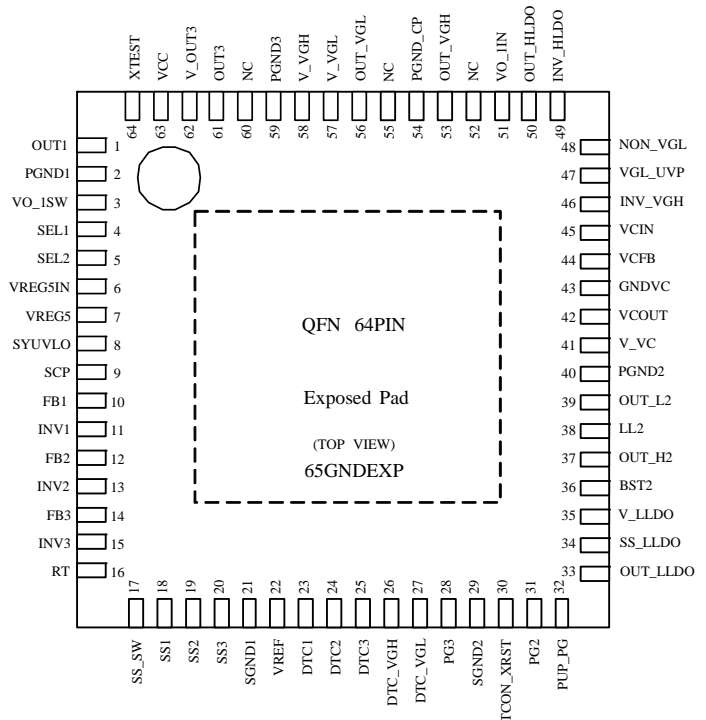 XTEST
VCC
V_OUT3
OUT3
NC
PGND3
V_VGH
V_VGL
OUT_VGL
NC
PGND_CP
OUT_VGH
NC
VO_1IN
OUT_HLDO
INV_HLDO
64
63
62
61
60
59
58
57
56
55
54
53
52
51
50
49
OUT1 1
PGND1 2
VO_1SW 3
SEL1 4
SEL2 5
VREG5IN 6
VREG5 7
SYUVLO 8
SCP 9
FB1 10
INV1 11
FB2 12
INV2 13
FB3 14
INV3 15
RT 16
48 NON_VGL
47 VGL_UVP
46 INV_VGH
45 VCIN
44 VCFB
43 GNDVC
42 VCOUT
41 V_VC
40 PGND2
39 OUT_L2
38 LL2
37 OUT_H2
36 BST2
35 V_LLDO
34 SS_LLDO
33 OUT_LLDO
QFN 64PIN
Exposed Pad
(TOP VIEW)
65GNDEXP
17
18
19
20
21
22
23
24
25
26
27
28
29
30
31
32
SS_SW
SS1
SS2
SS3
SGND1
VREF
DTC1
DTC2
DTC3
DTC_VGH
DTC_VGL
PG3
SGND2
TCON_XRST
PG2
PUP_PG